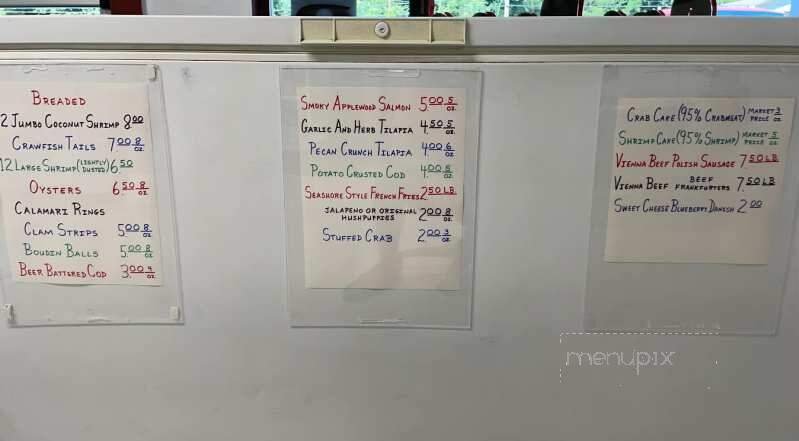 BREADED
12 JUMBO COCONUT SHRIMP 8.00
CRAWFISH TAILS 7.00 8 OZ
12 LARGE SHRIMP (LIGHTLY DUSTED) 6.50
OYSTERS 6.50 8 OZ
CALAMARI RINGS
CLAM STRIPS 5.00 8 OZ
BOUDIN BALLS 5.00 8 OZ
BEER BATTERED COD 3.00 4 OZ
SMOKY APPLEWOOD SALMON 5.00 5 OZ
GARLIC AND HERB TILAPIA 4.50 5 OZ
PECAN CRUNCH TILAPIA 4.00 6 OZ
POTATO CRUSTED COD 4.00 5 OZ
SEASHORE STYLE FRENCH FRIES 2.50 LB
JALAPENO OR ORIGINAL HUSHPUPPIES 2.00 8 OZ
STUFFED CRAB 2.00 3 OZ
CRAB CAKE (95% CRABMEAT) MARKET PRICE 3 OZ
SHRIMP CAKE (95% SHRIMP) MARKET PRICE OZ
VIENNA BEEF POLISH SAUSAGE 7.50 LB
VIENNA BEEF BEEF FRANKFURTERS 7.50 LB
SWEET CHEESE BLUEBERRY DANISH 2.00
menupix